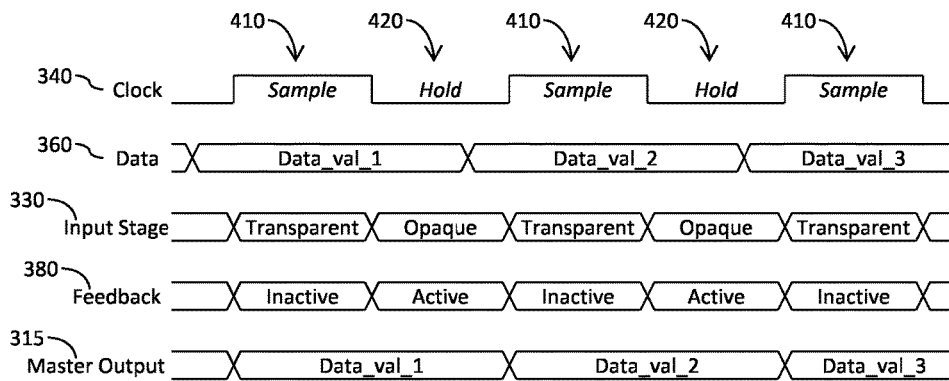 410 420 410 420 410
340 Clock Sample Hold Sample Hold Sample
360 Data Data_val_1 Data_val_2 Data_val_3
330 Input Stage Transparent Opaque Transparent Opaque Transparent
380 Feedback Inactive Active Inactive Active Inactive
315 Master Output Data_val_1 Data_val_2 Data_val_3